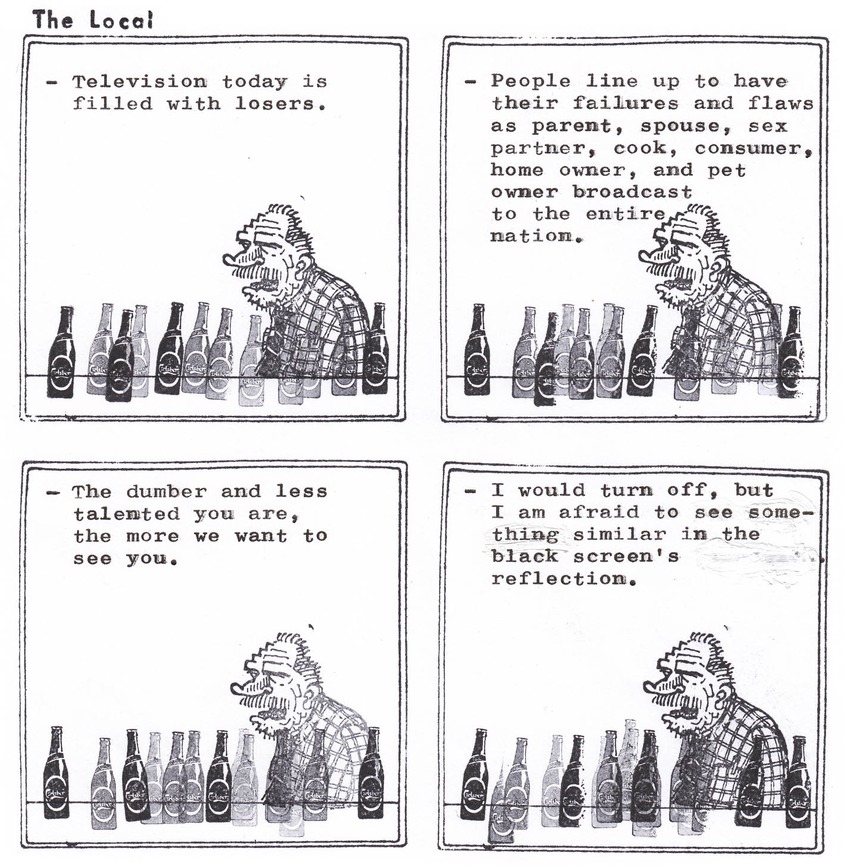 The Local
- Television today is
filled with losers.
- People line up to have
their failures and flaws
as parent, spouse, sex
partner, cook, consumer,
home owner, and pet
owner broadcast
to the entire
nation.
- The dumber and less
talented you are,
the more we want to
see you.
- I would turn off, but
I am afraid to see some-
thing similar in the
black screen's
reflection.